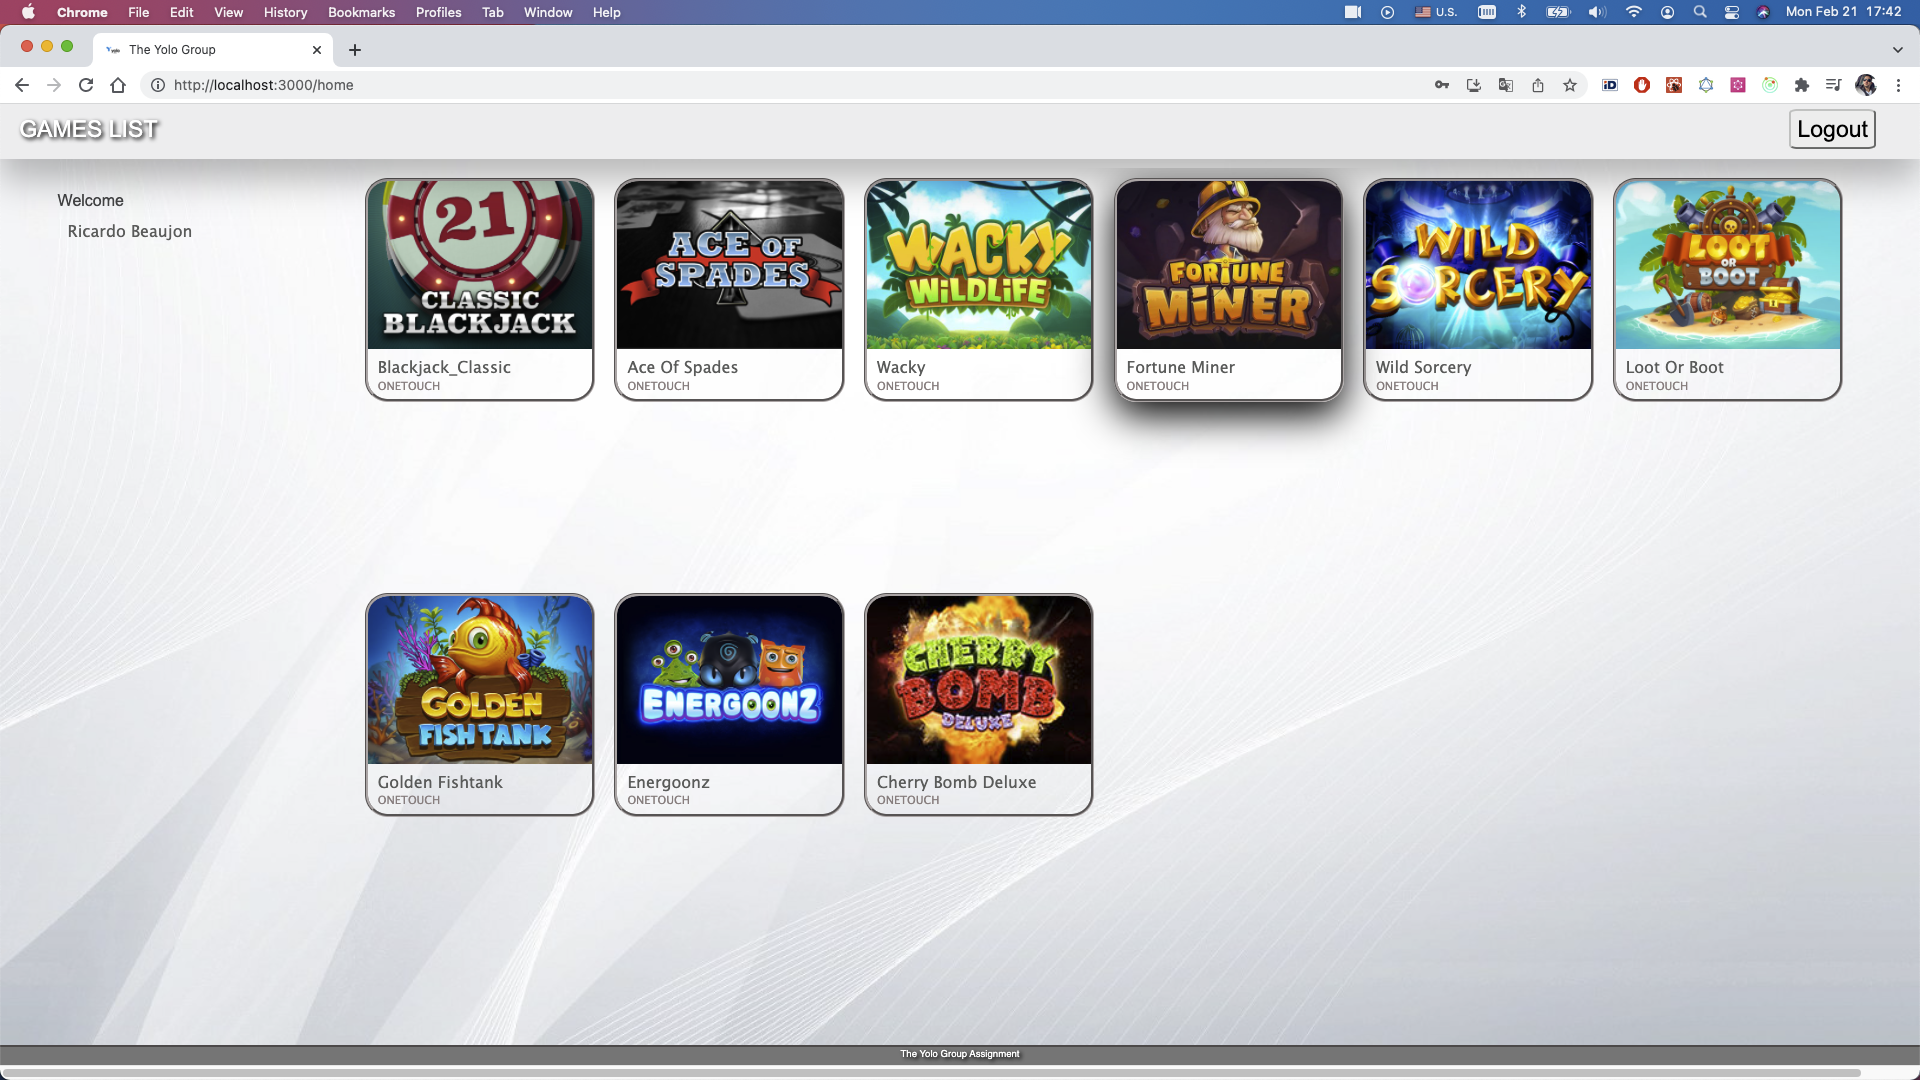 Chrome File Edit View History Bookmarks Profiles Tab Window Help U.S. Mon Feb 21 17:42
The Yolo Group
http://localhost:3000/home
GAMES LIST
Logout
Welcome
Ricardo Beaujon
21
CLASSIC
BLACKJACK
Blackjack_Classic
ONETOUCH
ACE OF
SPADES
Ace Of Spades
ONETOUCH
WACKY
WILDLIFE
Wacky
ONETOUCH
FORTUNE
MINER
Fortune Miner
ONETOUCH
WILD
SORCERY
Wild Sorcery
ONETOUCH
LOOT
OR
BOOT
Loot Or Boot
ONETOUCH
GOLDEN
FISH TANK
Golden Fishtank
ONETOUCH
ENERGOONZ
Energoonz
ONETOUCH
CHERRY
BOMB
DELUXE
Cherry Bomb Deluxe
ONETOUCH
The Yolo Group Assignment